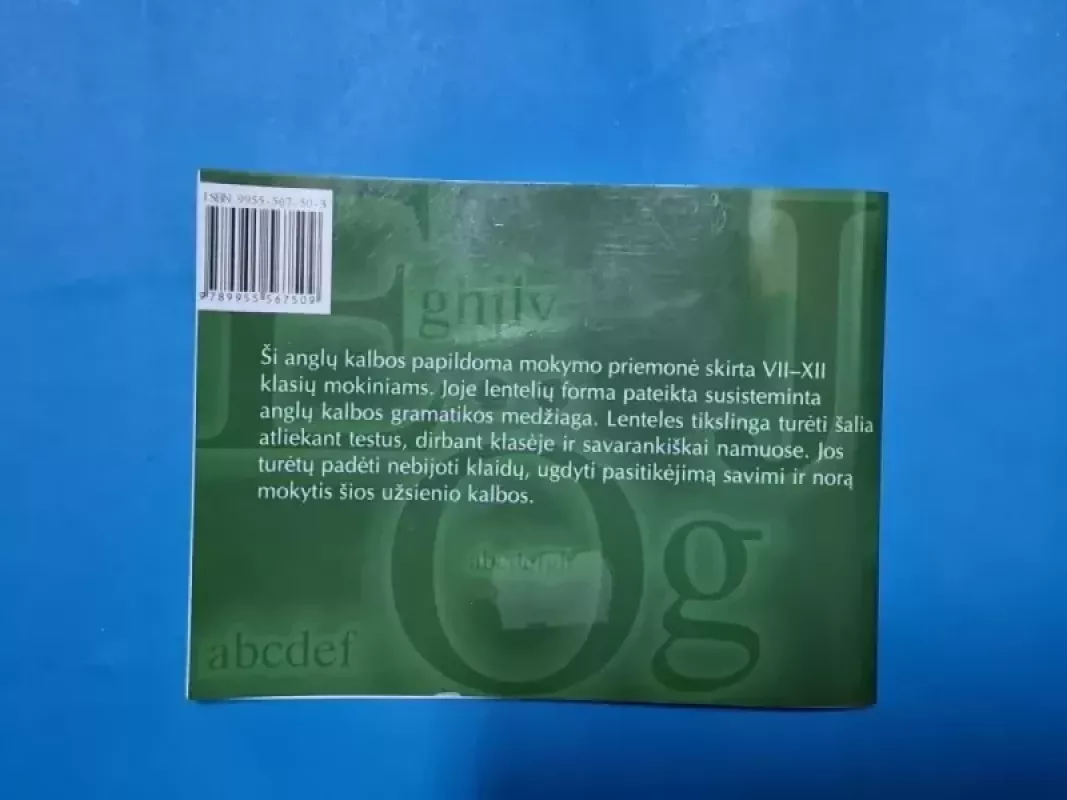 ISBN 9955-567-50-3
9789955567509
ghilv
Ši anglų kalbos papildoma mokymo priemonė skirta VII–XII
klasių mokiniams. Joje lentelių forma pateikta susisteminta
anglų kalbos gramatikos medžiaga. Lenteles tikslinga turėti šalia
atliekant testus, dirbant klasėje ir savarankiškai namuose. Jos
turėtų padėti nebijoti klaidų, ugdyti pasitikėjimą savimi ir norą
mokytis šios užsienio kalbos.
O g
abcdef